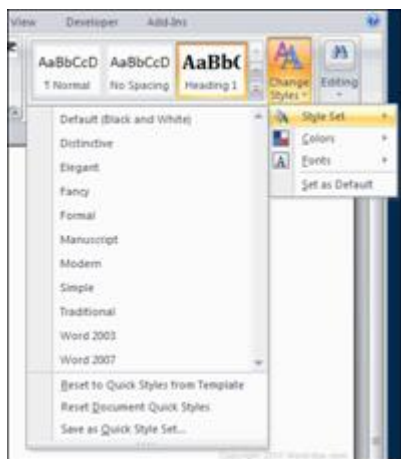 View Developer Add-Ins
AaBbCcD AaBbCcD AaBb(
¶ Normal No Spacing Heading 1
Change Styles
Editing
Style Set
Colors
Fonts
Set as Default
Default (Black and White)
Distinctive
Elegant
Fancy
Formal
Manuscript
Modern
Simple
Traditional
Word 2003
Word 2007
Reset to Quick Styles from Template
Reset Document Quick Styles
Save as Quick Style Set...